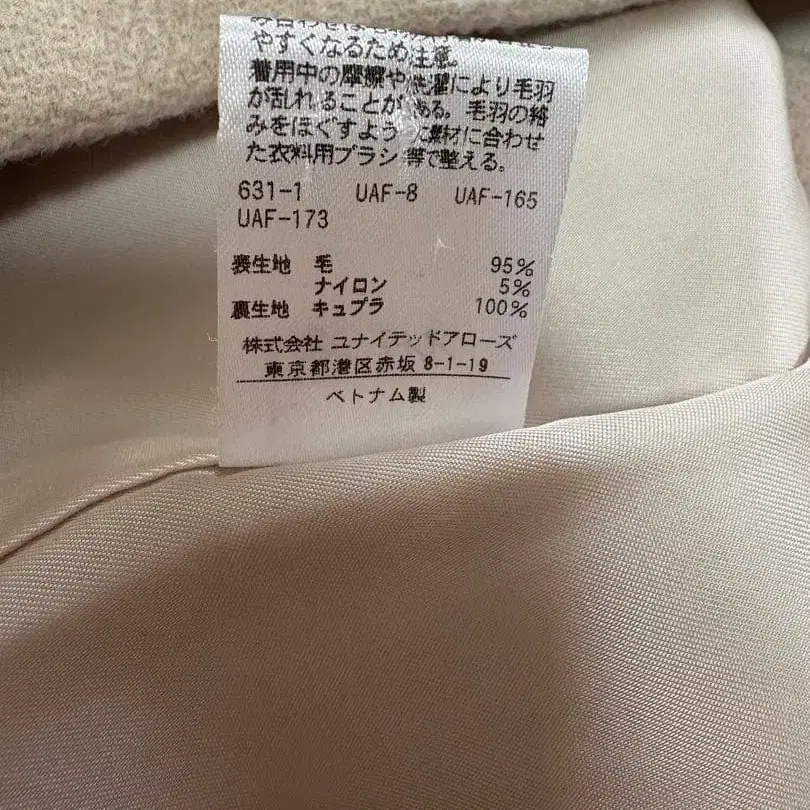 やすくなるため注意。
着用中の摩擦や洗濯により毛羽
が乱れることがある。毛羽の絡
みをほぐすように素材に合わせ
た衣料用ブラシ等で整える。
631-1 UAF-8 UAF-165
UAF-173
表生地 毛 95%
ナイロン 5%
裏生地 キュプラ 100%
株式会社 ユナイテッドアローズ
東京都港区赤坂 8-1-19
ベトナム製